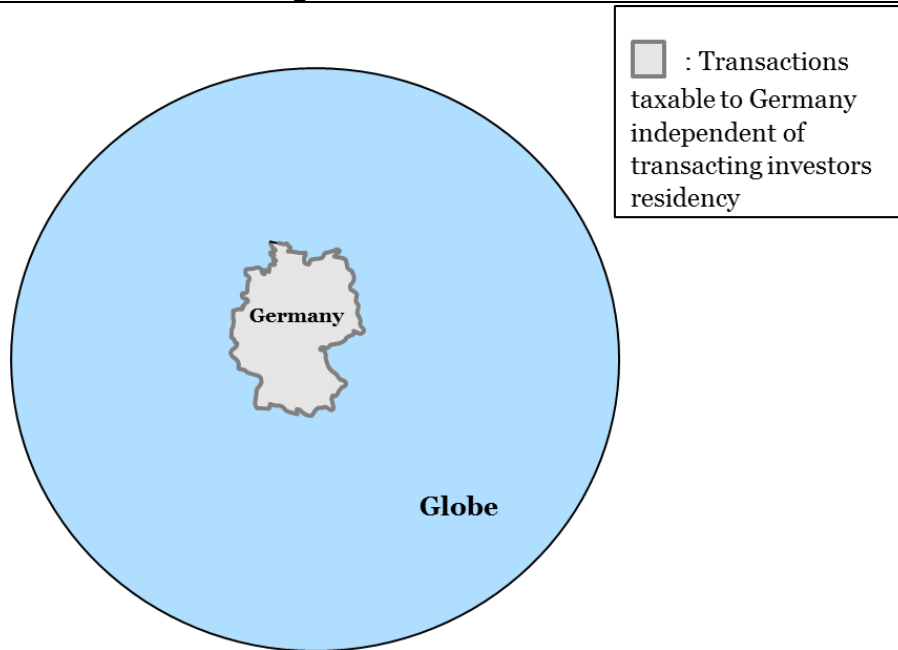 : Transactions
taxable to Germany
independent of
transacting investors
residency
Germany
Globe